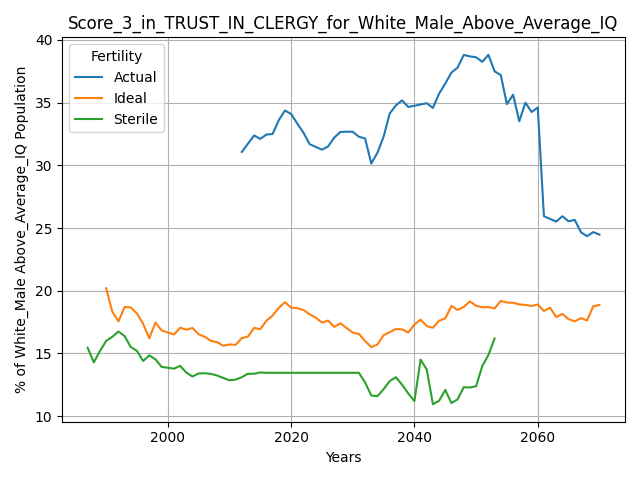 Score_3_in_TRUST_IN_CLERGY_for_White_Male_Above_Average_IQ
% of White_Male Above_Average_IQ Population
40
35
30
25
20
15
10
Fertility
Actual
Ideal
Sterile
2000
2020
2040
2060
Years